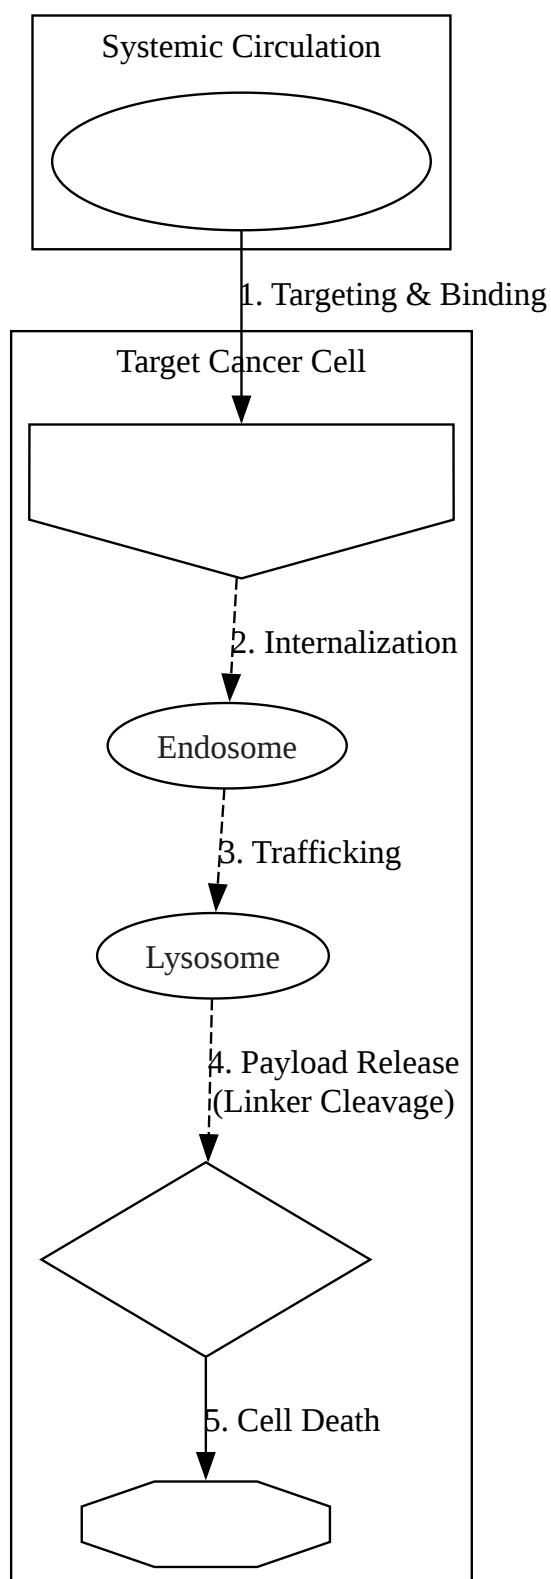 Systemic Circulation
1. Targeting & Binding
Target Cancer Cell
2. Internalization
Endosome
3. Trafficking
Lysosome
4. Payload Release
(Linker Cleavage)
5. Cell Death